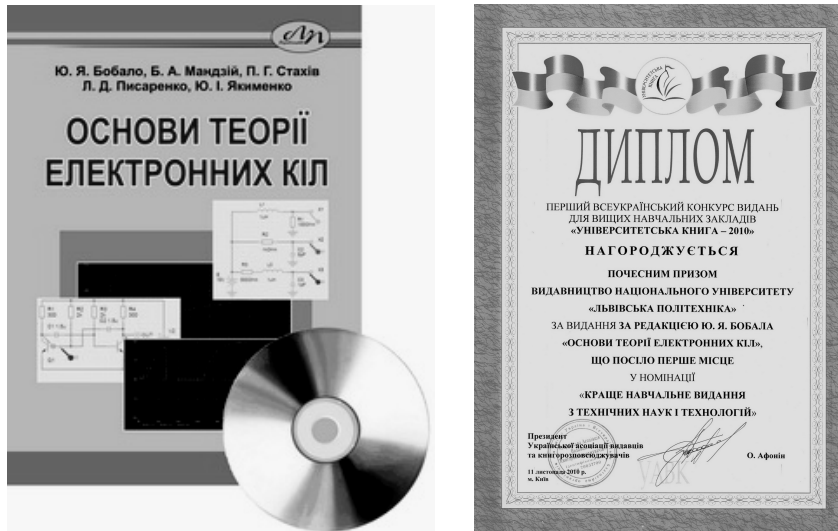 Ю. Я. Бобало, Б. А. Мандзій, П. Г. Стахів
Л. Д. Писаренко, Ю. І. Якименко
ОСНОВИ ТЕОРІЇ
ЕЛЕКТРОННИХ КІЛ
УНІВЕРСИТЕТСЬКА КНИГА
ДИПЛОМ
ПЕРШИЙ ВСЕУКРАЇНСЬКИЙ КОНКУРС ВИДАНЬ
ДЛЯ ВИЩИХ НАВЧАЛЬНИХ ЗАКЛАДІВ
«УНІВЕРСИТЕТСЬКА КНИГА – 2010»
НАГОРОДЖУЄТЬСЯ
ПОЧЕСНИМ ПРИЗОМ
ВИДАВНИЦТВО НАЦІОНАЛЬНОГО УНІВЕРСИТЕТУ
«ЛЬВІВСЬКА ПОЛІТЕХНІКА»
ЗА ВИДАННЯ ЗА РЕДАКЦІЄЮ Ю. Я. БОБАЛА
«ОСНОВИ ТЕОРІЇ ЕЛЕКТРОННИХ КІЛ»,
ЩО ПОСІЛО ПЕРШЕ МІСЦЕ
У НОМІНАЦІЇ
«КРАЩЕ НАВЧАЛЬНЕ ВИДАННЯ
З ТЕХНІЧНИХ НАУК І ТЕХНОЛОГІЙ»
Президент
Української асоціації видавців
та книгорозповсюджувачів
О. Афонін
11 листопада 2010 р.
м. Київ